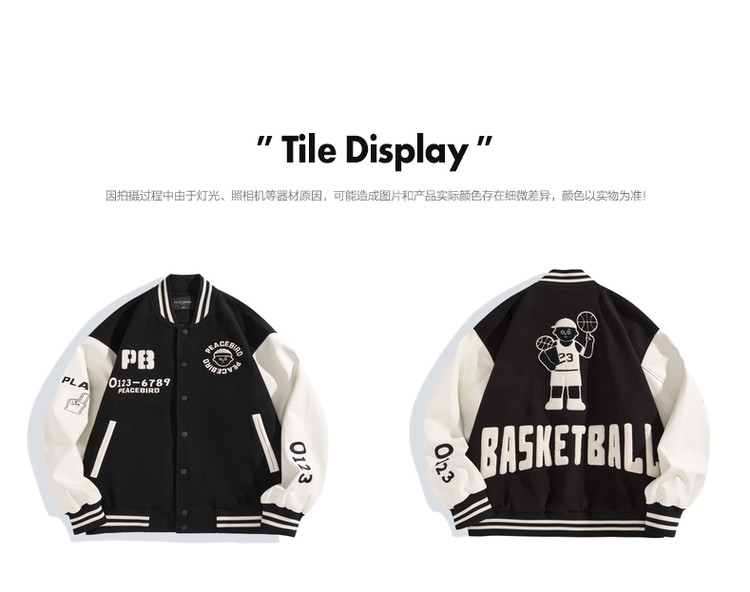 " Tile Display "
因拍摄过程中由于灯光、照相机等器材原因，可能造成图片和产品实际颜色存在细微差异，颜色以实物为准！
PB
0123-6789
PEACEBIRD
PEACEBIRD PEACEBIRD
PLA
0123
23
BASKETBALL
0123